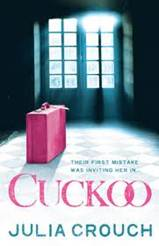 THEIR FIRST MISTAKE
WAS INVITING HER IN...
CUCKOO
JULIA CROUCH